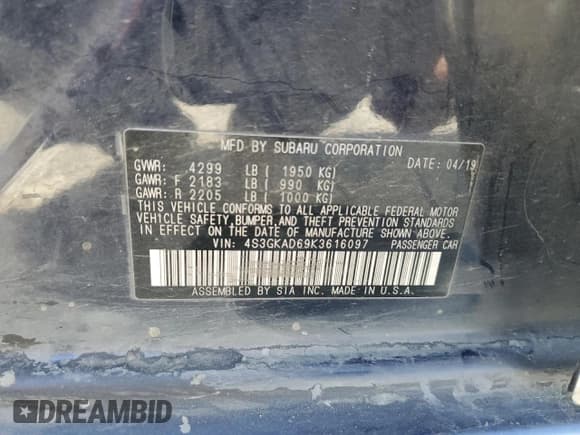 MFD BY SUBARU CORPORATION
GVWR: 4299 LB ( 1950 KG) DATE: 04/19
GAWR: F 2183 LB ( 990 KG)
GAWR: R 2205 LB ( 1000 KG)
THIS VEHICLE CONFORMS TO ALL APPLICABLE FEDERAL MOTOR
VEHICLE SAFETY,BUMPER,AND THEFT PREVENTION STANDARDS
IN EFFECT ON THE DATE OF MANUFACTURE SHOWN ABOVE.
VIN: 4S3GKAD69K3616097 PASSENGER CAR
ASSEMBLED BY SIA INC. MADE IN U.S.A.
DREAMBID